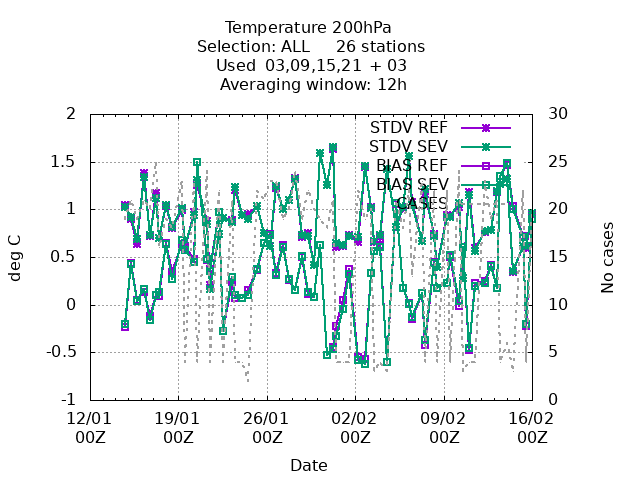 Temperature 200hPa
Selection: ALL 26 stations
Used 03,09,15,21 + 03
Averaging window: 12h
2 30
STDV REF
STDV SEV
1.5 BIAS REF 25
BIAS SEV
CASES
1 20
0.5 15
0 10
-0.5 5
-1 0
deg C
No cases
12/01 19/01 26/01 02/02 09/02 16/02
00Z 00Z 00Z 00Z 00Z 00Z
Date